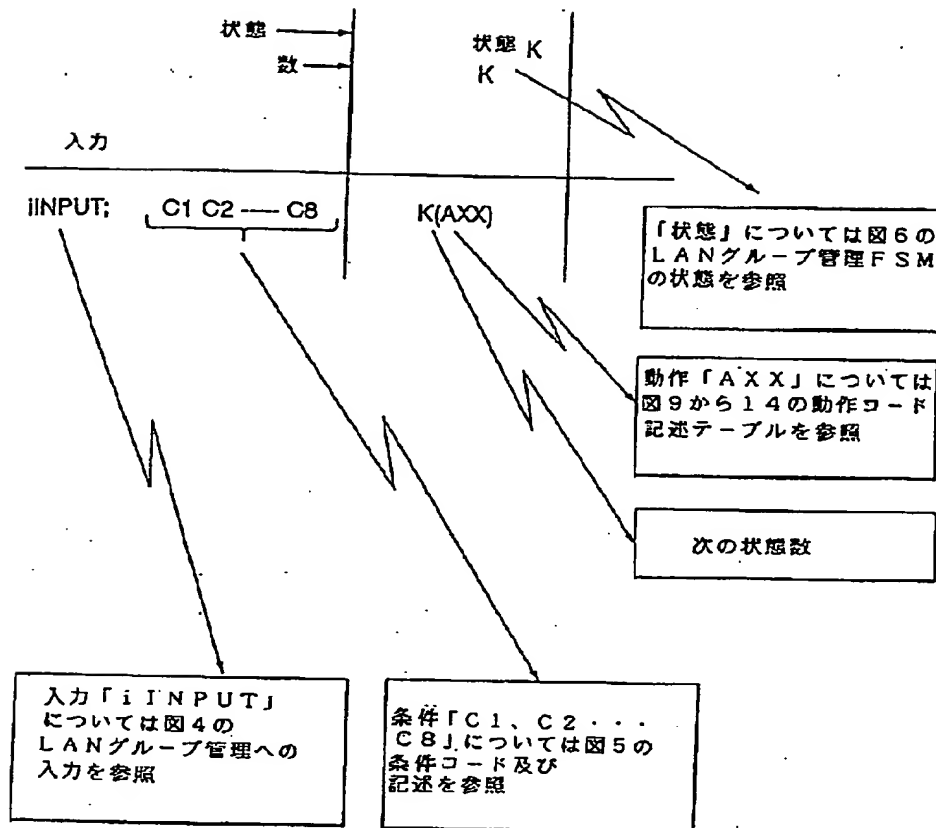 状態
数
状態 K
K
入力
iINPUT;
C1 C2 ── C8
K(AXX)
「状態」については図6の
LANグループ管理FSM
の状態を参照
動作「AXX」については
図9から14の動作コード
記述テーブルを参照
次の状態数
入力「iINPUT」
については図4の
LANグループ管理への
入力を参照
条件「C1、C2・・・
C8」については図5の
条件コード及び
記述を参照